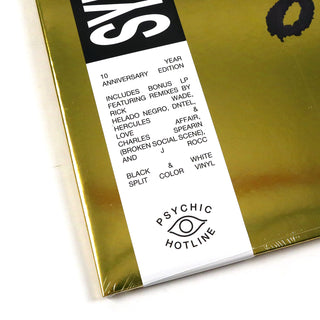 SY
10 YEAR
ANNIVERSARY EDITION
INCLUDES BONUS LP
FEATURING REMIXES BY
RICK WADE,
HELADO NEGRO, DNTEL,
HERCULES &
LOVE AFFAIR,
CHARLES SPEARIN
(BROKEN SOCIAL SCENE),
AND J ROCC
BLACK & WHITE
SPLIT COLOR VINYL
PSYCHIC
HOTLINE